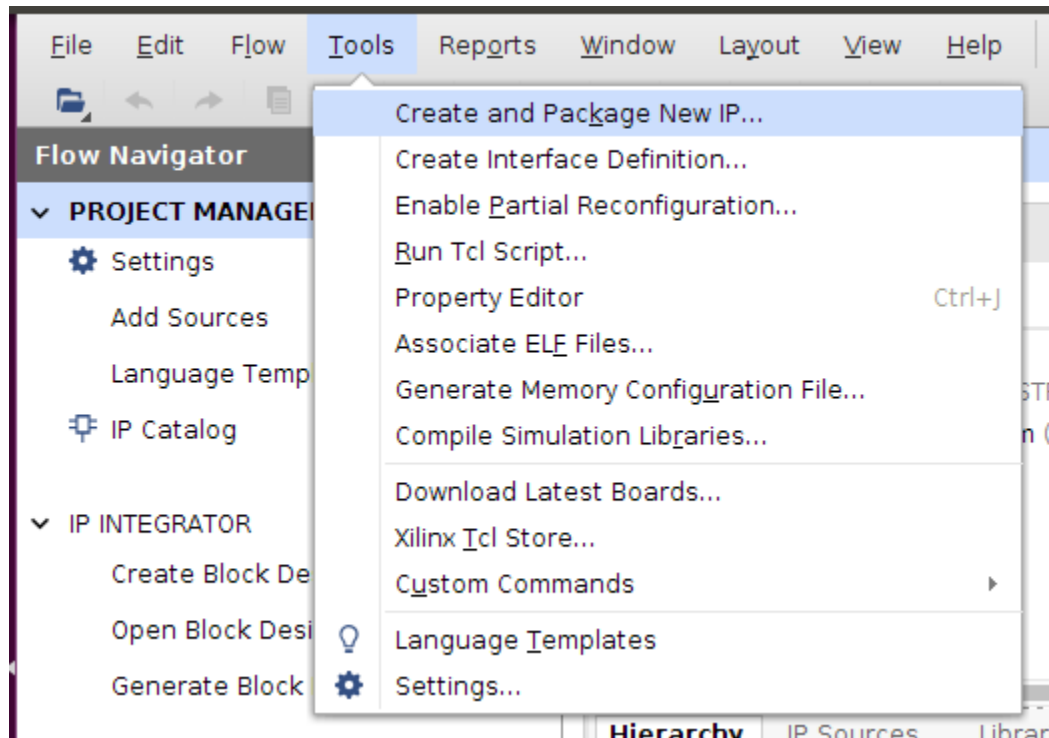 File Edit Flow Tools Reports Window Layout View Help
Flow Navigator
PROJECT MANAGE
Settings
Add Sources
Language Temp
IP Catalog
IP INTEGRATOR
Create Block De
Open Block Desi
Generate Block
Create and Package New IP...
Create Interface Definition...
Enable Partial Reconfiguration...
Run Tcl Script...
Property Editor Ctrl+J
Associate ELF Files...
Generate Memory Configuration File...
Compile Simulation Libraries...
Download Latest Boards...
Xilinx Tcl Store...
Custom Commands
Language Templates
Settings...
Hierarchy IP Sources Librar